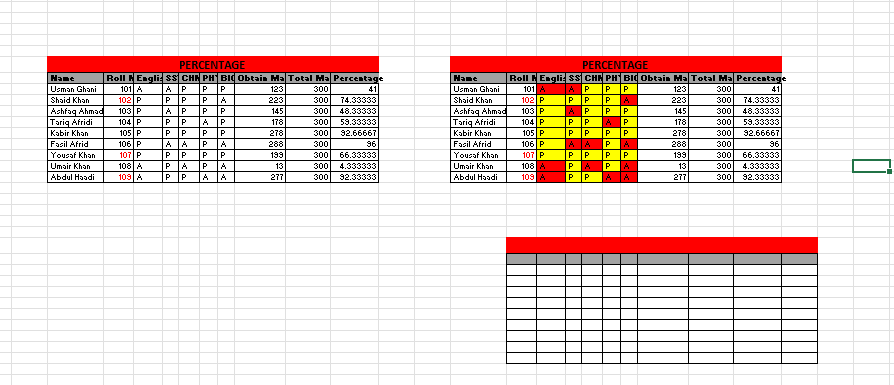 PERCENTAGE
Name Roll N Englis SS CHM PHY BIO Obtain Ma Total Ma Percentage
Usman Ghani 101 A A P P P 123 300 41
Shaid Khan 102 P P P P A 223 300 74.33333
Ashfaq Ahmad 103 P A P P P 145 300 48.33333
Tariq Afridi 104 P P P A P 178 300 59.33333
Kabir Khan 105 P P P P P 278 300 92.66667
Fasil Afrid 106 P A A P A 288 300 96
Yousaf Khan 107 P P P P P 199 300 66.33333
Umair Khan 108 A P A P A 13 300 4.333333
Abdul Haadi 109 A P P A A 277 300 92.33333
PERCENTAGE
Name Roll N Englis SS CHM PHY BIO Obtain Ma Total Ma Percentage
Usman Ghani 101 A A P P P 123 300 41
Shaid Khan 102 P P P P A 223 300 74.33333
Ashfaq Ahmad 103 P A P P P 145 300 48.33333
Tariq Afridi 104 P P P A P 178 300 59.33333
Kabir Khan 105 P P P P P 278 300 92.66667
Fasil Afrid 106 P A A P A 288 300 96
Yousaf Khan 107 P P P P P 199 300 66.33333
Umair Khan 108 A P A P A 13 300 4.333333
Abdul Haadi 109 A P P A A 277 300 92.33333